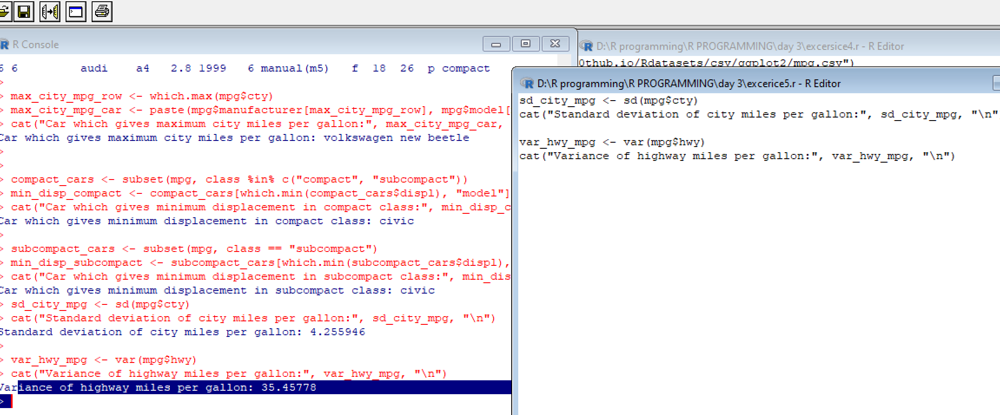 R Console
6 6 audi a4 2.8 1999 6 manual(m5) f 18 26 p compact
>
> max_city_mpg_row <- which.max(mpg$cty)
> max_city_mpg_car <- paste(mpg$manufacturer[max_city_mpg_row], mpg$model[
> cat("Car which gives maximum city miles per gallon:", max_city_mpg_car,
Car which gives maximum city miles per gallon: volkswagen new beetle
>
>
> compact_cars <- subset(mpg, class %in% c("compact", "subcompact"))
> min_disp_compact <- compact_cars[which.min(compact_cars$displ), "model"]
> cat("Car which gives minimum displacement in compact class:", min_disp_c
Car which gives minimum displacement in compact class: civic
>
> subcompact_cars <- subset(mpg, class == "subcompact")
> min_disp_subcompact <- subcompact_cars[which.min(subcompact_cars$displ),
> cat("Car which gives minimum displacement in subcompact class:", min_dis
Car which gives minimum displacement in subcompact class: civic
> sd_city_mpg <- sd(mpg$cty)
> cat("Standard deviation of city miles per gallon:", sd_city_mpg, "\n")
Standard deviation of city miles per gallon: 4.255946
>
> var_hwy_mpg <- var(mpg$hwy)
> cat("Variance of highway miles per gallon:", var_hwy_mpg, "\n")
Variance of highway miles per gallon: 35.45778
>
D:\R programming\R PROGRAMMING\day 3\excersice4.r - R Editor
0thub.io/Rdatasets/csv/ggplot2/mpg.csv")
D:\R programming\R PROGRAMMING\day 3\excerice5.r - R Editor
sd_city_mpg <- sd(mpg$cty)
cat("Standard deviation of city miles per gallon:", sd_city_mpg, "\n")
var_hwy_mpg <- var(mpg$hwy)
cat("Variance of highway miles per gallon:", var_hwy_mpg, "\n")